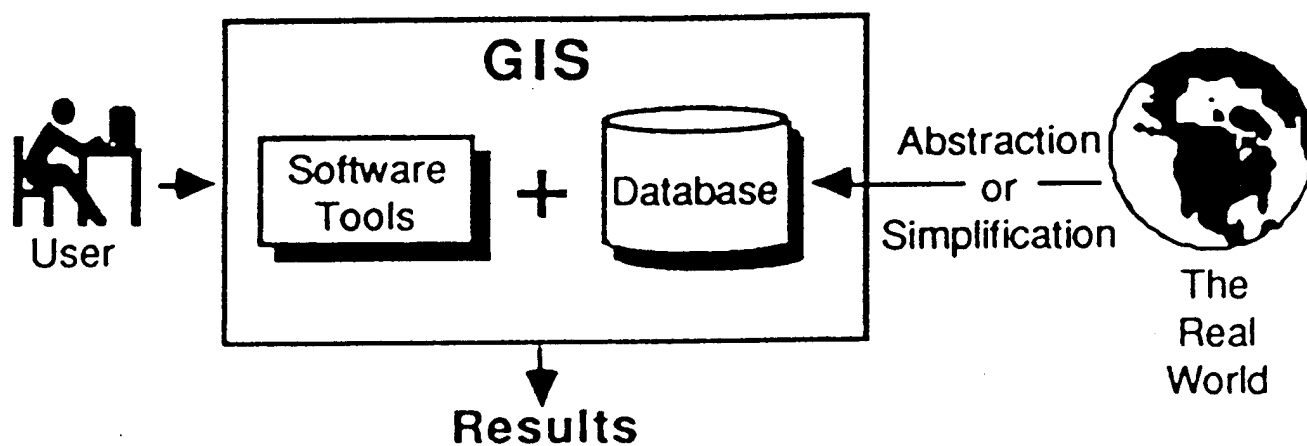 GIS
User
Software
Tools
+
Database
Abstraction
or
Simplification
The
Real
World
Results